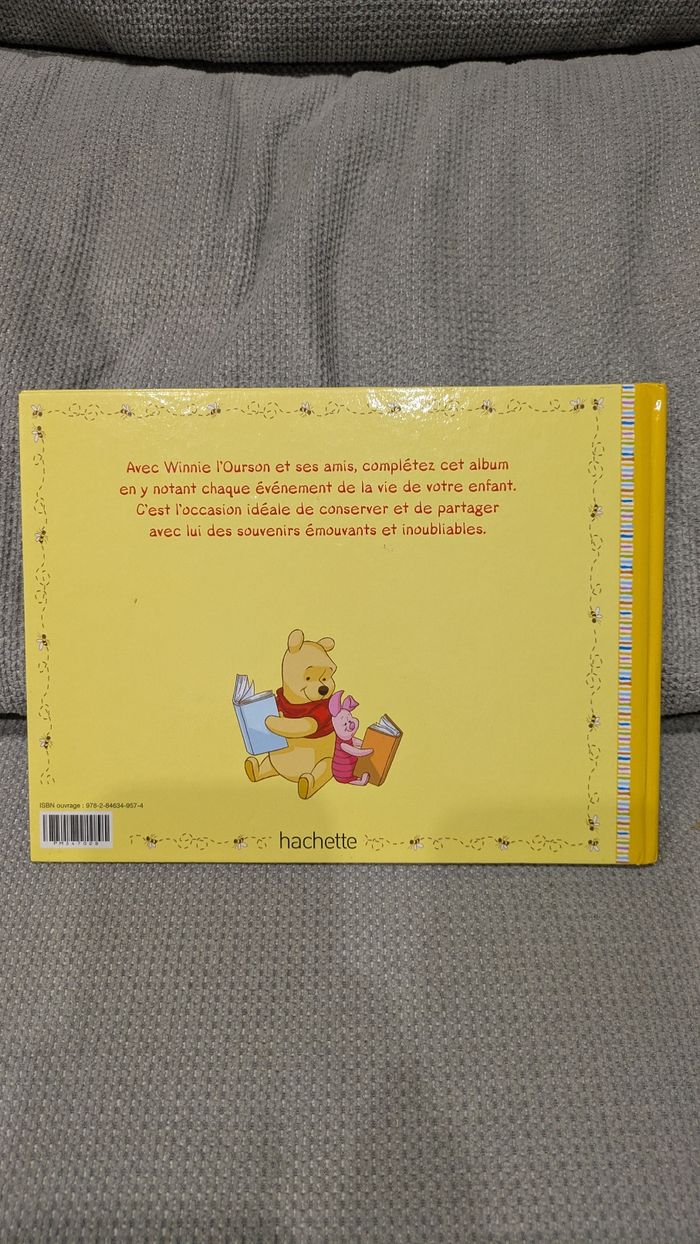 Avec Winnie l'Ourson et ses amis, complétez cet album
en y notant chaque événement de la vie de votre enfant.
C'est l'occasion idéale de conserver et de partager
avec lui des souvenirs émouvants et inoubliables.
ISBN ouvrage : 978-2-84634-957-4
PM347029
hachette